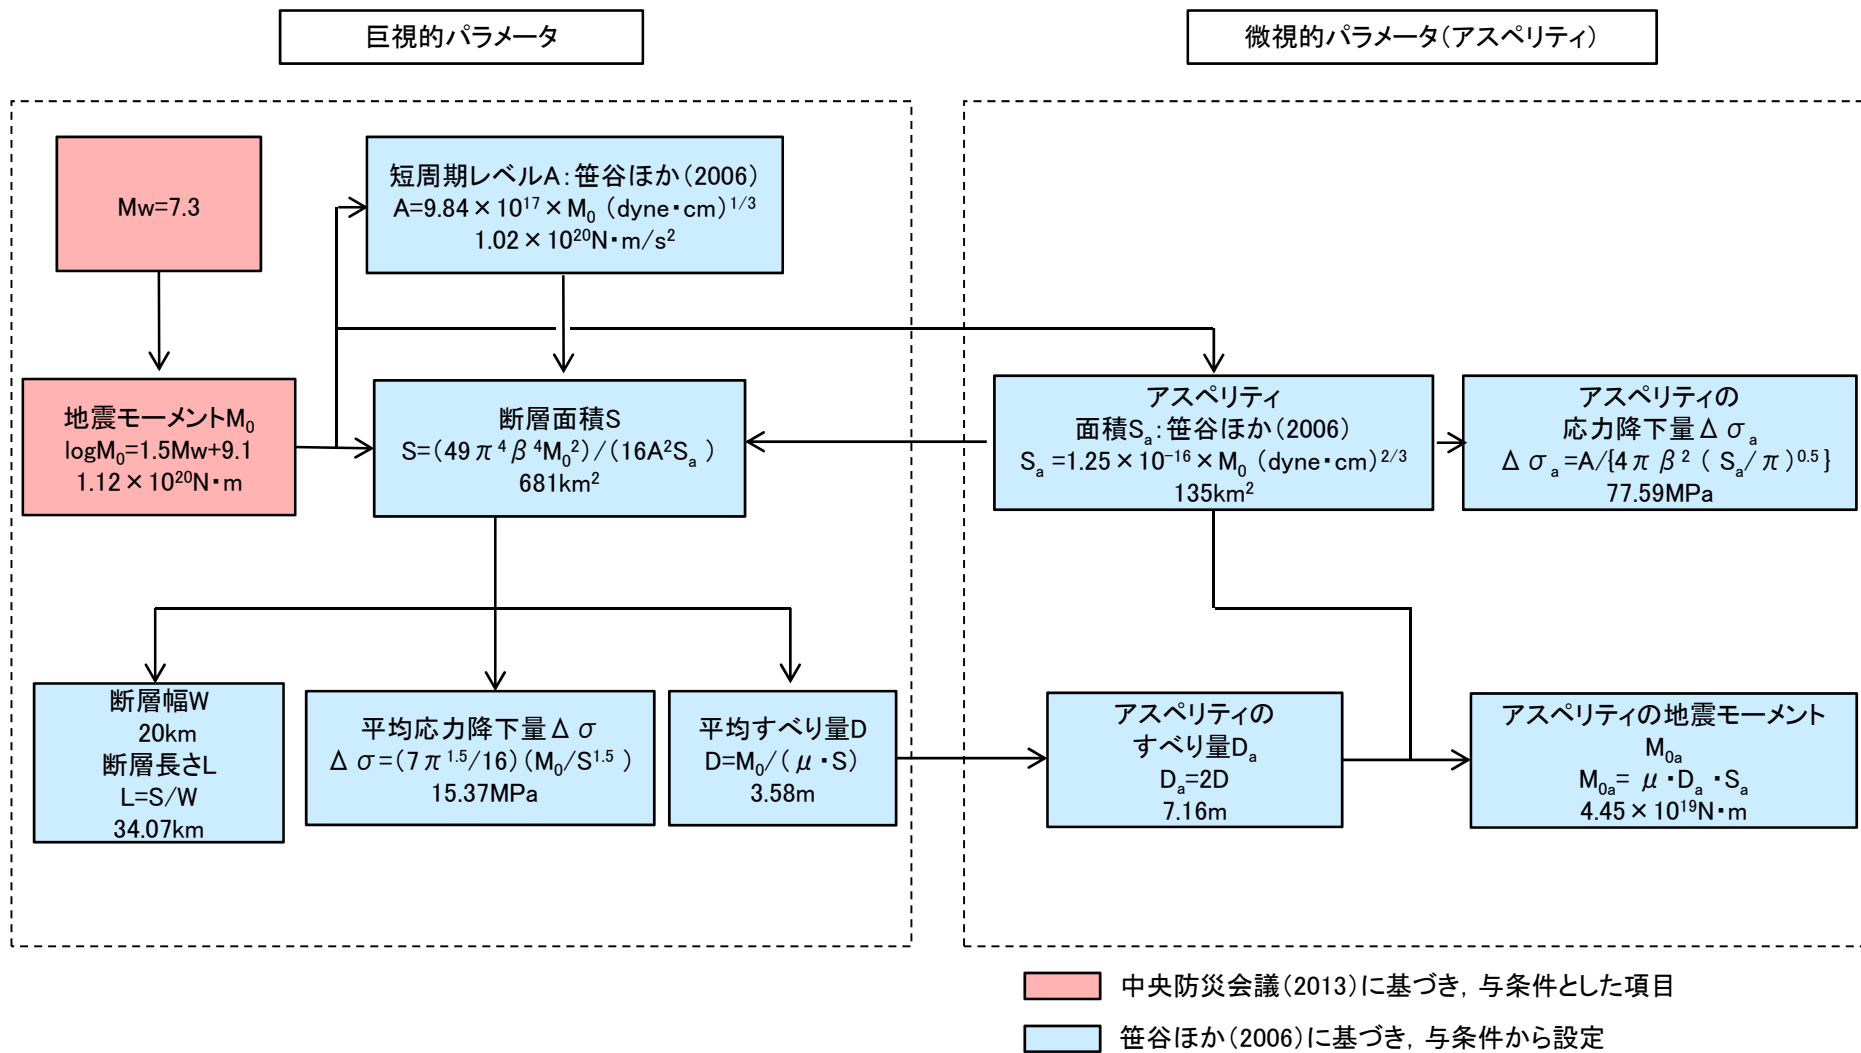 巨視的パラメータ
微視的パラメータ(アスペリティ)
Mw=7.3
短周期レベルA:笹谷ほか(2006)
A=9.84×10¹⁷×M₀ (dyne・cm)¹ᐟ³
1.02×10²⁰N・m/s²
地震モーメントM₀
logM₀=1.5Mw+9.1
1.12×10²⁰N・m
断層面積S
S=(49π⁴β⁴M₀²)/(16A²Sₐ)
681km²
アスペリティ
面積Sₐ:笹谷ほか(2006)
Sₐ=1.25×10⁻¹⁶×M₀ (dyne・cm)²ᐟ³
135km²
アスペリティの
応力降下量Δσₐ
Δσₐ=A/{4πβ² (Sₐ/π)⁰·⁵}
77.59MPa
断層幅W
20km
断層長さL
L=S/W
34.07km
平均応力降下量Δσ
Δσ=(7π¹·⁵/16)(M₀/S¹·⁵)
15.37MPa
平均すべり量D
D=M₀/(μ・S)
3.58m
アスペリティの
すべり量Dₐ
Dₐ=2D
7.16m
アスペリティの地震モーメント
M₀ₐ
M₀ₐ= μ・Dₐ・Sₐ
4.45×10¹⁹N・m
中央防災会議(2013)に基づき,与条件とした項目
笹谷ほか(2006)に基づき,与条件から設定